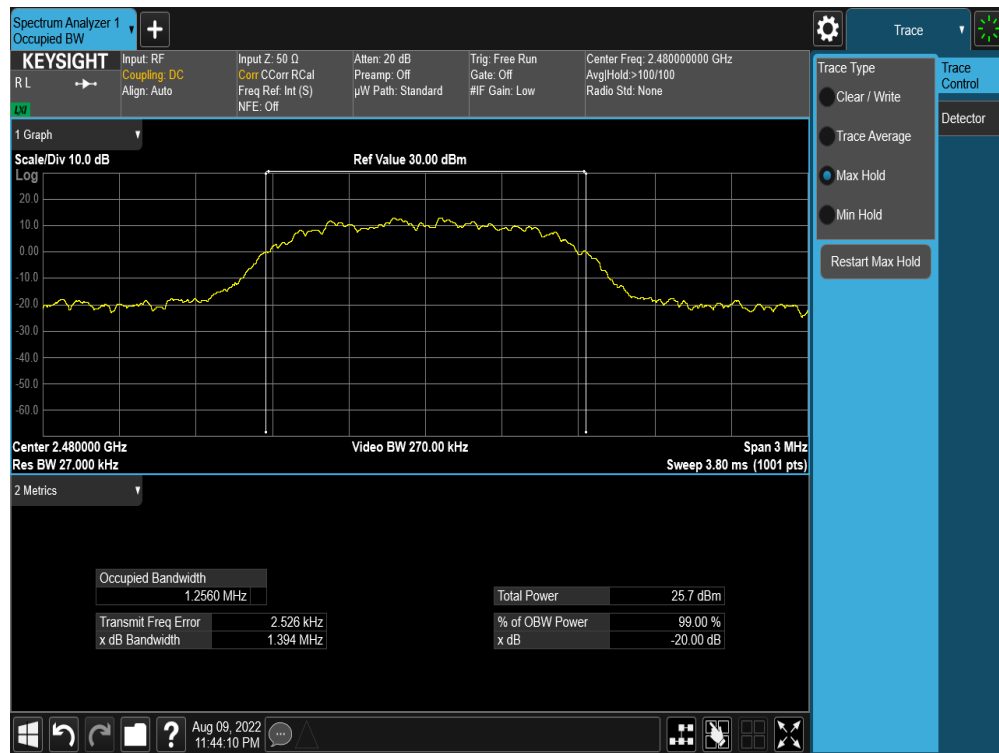 Spectrum Analyzer 1
Occupied BW
Trace
KEYSIGHT
R L
LXI
Input: RF
Coupling: DC
Align: Auto
Input Z: 50 Ω
Corr CCorr RCal
Freq Ref: Int (S)
NFE: Off
Atten: 20 dB
Preamp: Off
µW Path: Standard
Trig: Free Run
Gate: Off
#IF Gain: Low
Center Freq: 2.480000000 GHz
Avg|Hold:>100/100
Radio Std: None
Trace Type
Clear / Write
Trace Average
Max Hold
Min Hold
Restart Max Hold
Trace
Control
Detector
1 Graph
Scale/Div 10.0 dB
Ref Value 30.00 dBm
Log
20.0
10.0
0.00
-10.0
-20.0
-30.0
-40.0
-50.0
-60.0
Center 2.480000 GHz
Video BW 270.00 kHz
Span 3 MHz
Res BW 27.000 kHz
Sweep 3.80 ms (1001 pts)
2 Metrics
Occupied Bandwidth
1.2560 MHz
Total Power 25.7 dBm
Transmit Freq Error 2.526 kHz
% of OBW Power 99.00 %
x dB Bandwidth 1.394 MHz
x dB -20.00 dB
Aug 09, 2022
11:44:10 PM